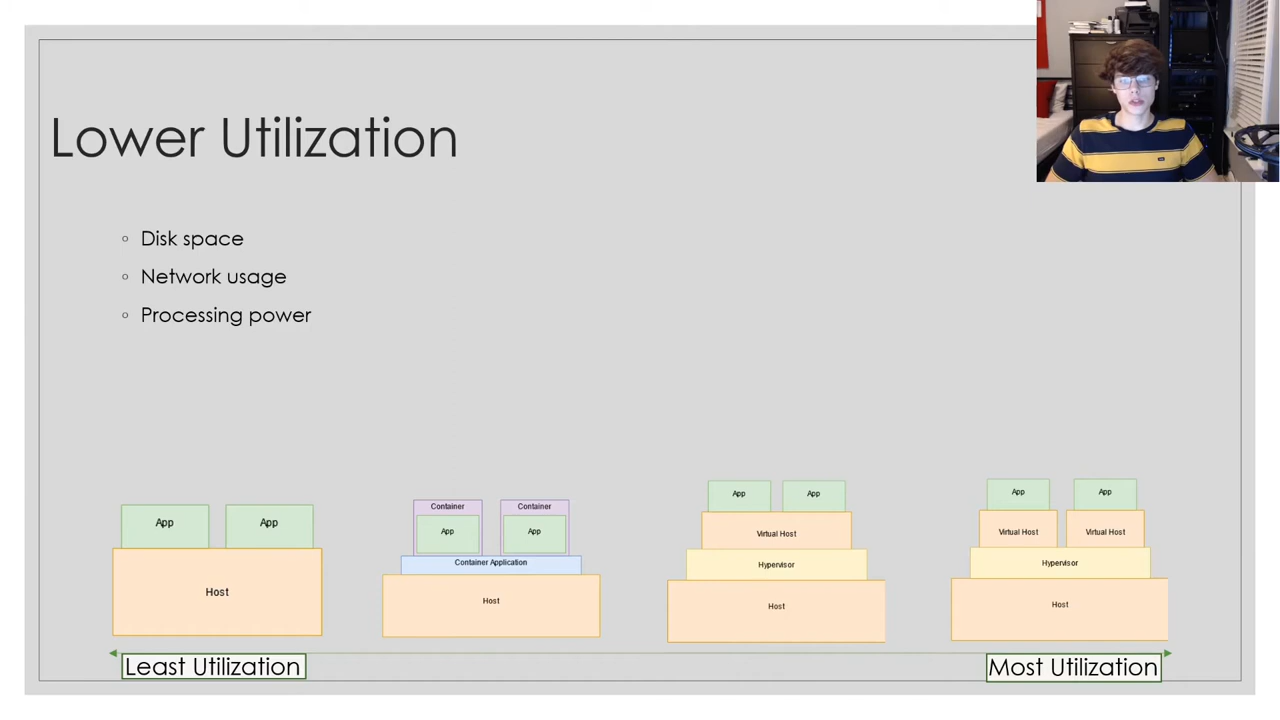 Lower Utilization
Disk space
Network usage
Processing power
App App
Host
Container Container
App App
Container Application
Host
App App
Virtual Host
Hypervisor
Host
App App
Virtual Host Virtual Host
Hypervisor
Host
Least Utilization
Most Utilization